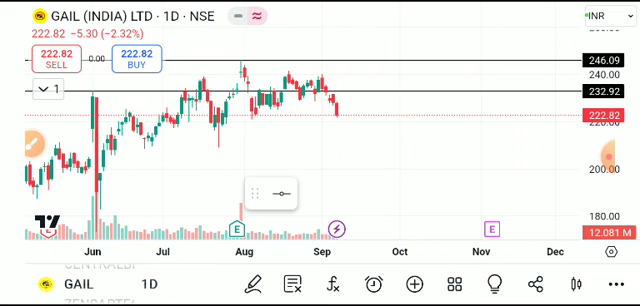 GAIL (INDIA) LTD · 1D · NSE
INR
222.82 −5.30 (−2.32%)
222.82 SELL
0.00
222.82 BUY
1
246.09
240.00
232.92
222.82
220.00
200.00
180.00
12.081 M
E
E
E
Jun
Jul
Aug
Sep
Oct
Nov
Dec
GAIL
1D